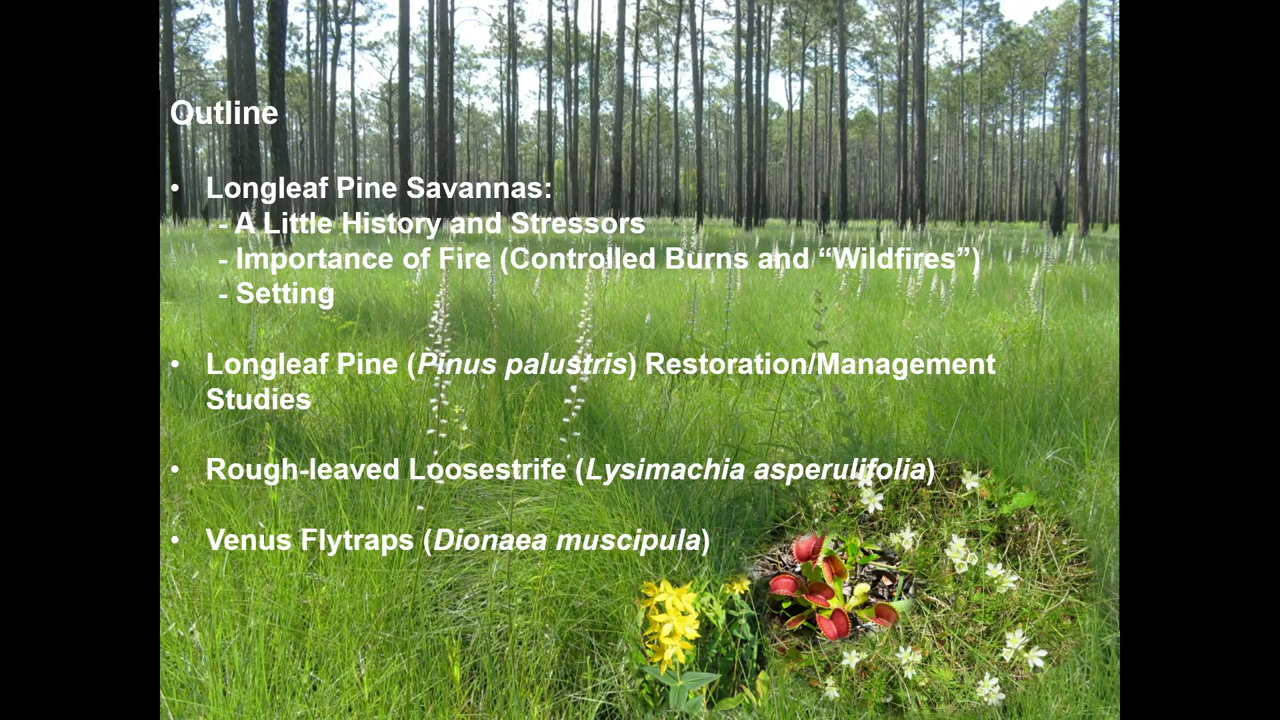 Outline
• Longleaf Pine Savannas:
- A Little History and Stressors
- Importance of Fire (Controlled Burns and “Wildfires”)
- Setting
• Longleaf Pine (Pinus palustris) Restoration/Management
Studies
• Rough-leaved Loosestrife (Lysimachia asperulifolia)
• Venus Flytraps (Dionaea muscipula)